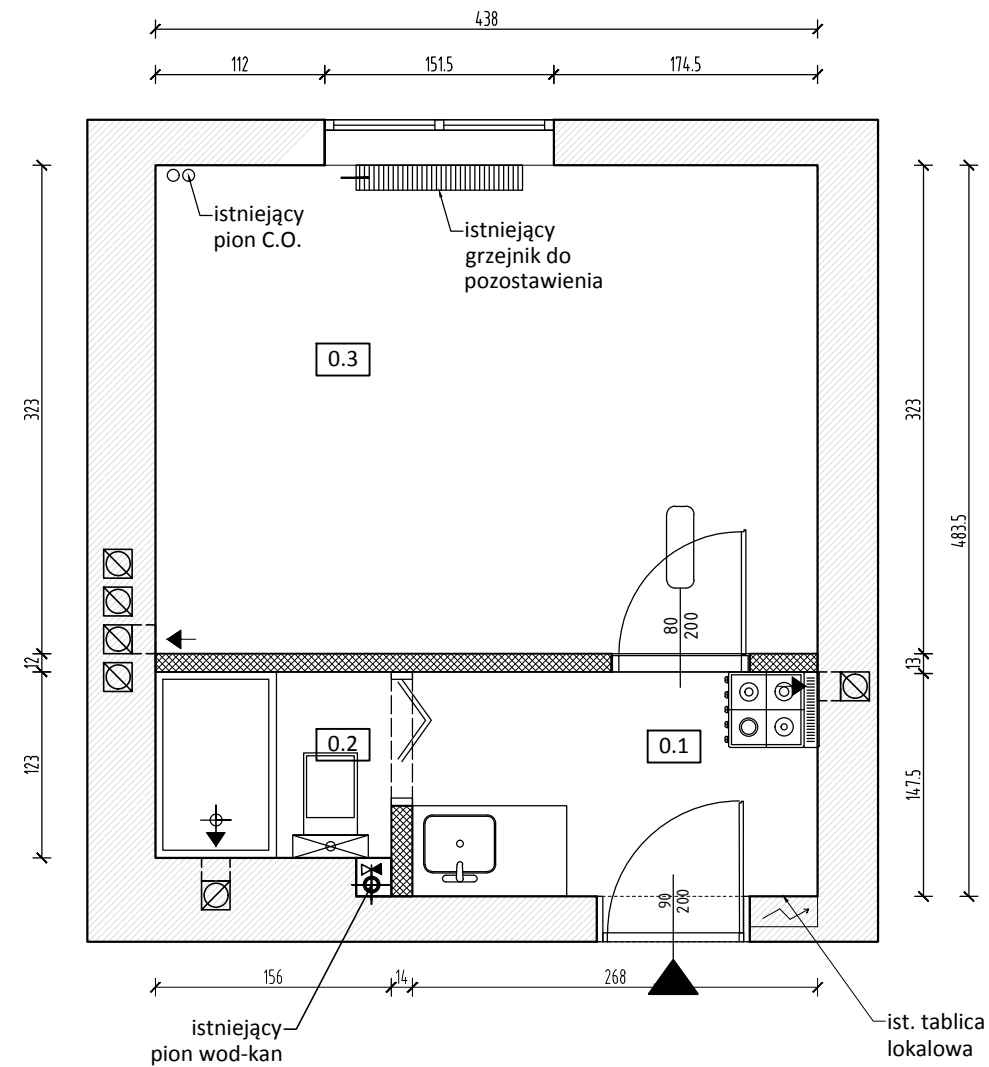 438
112
151.5
174.5
istniejący
pion C.O.
istniejący
grzejnik do
pozostawienia
0.3
323
323
483.5
80
200
12
13
0.2
0.1
123
147.5
90
200
156
14
268
istniejący
pion wod-kan
ist. tablica
lokalowa